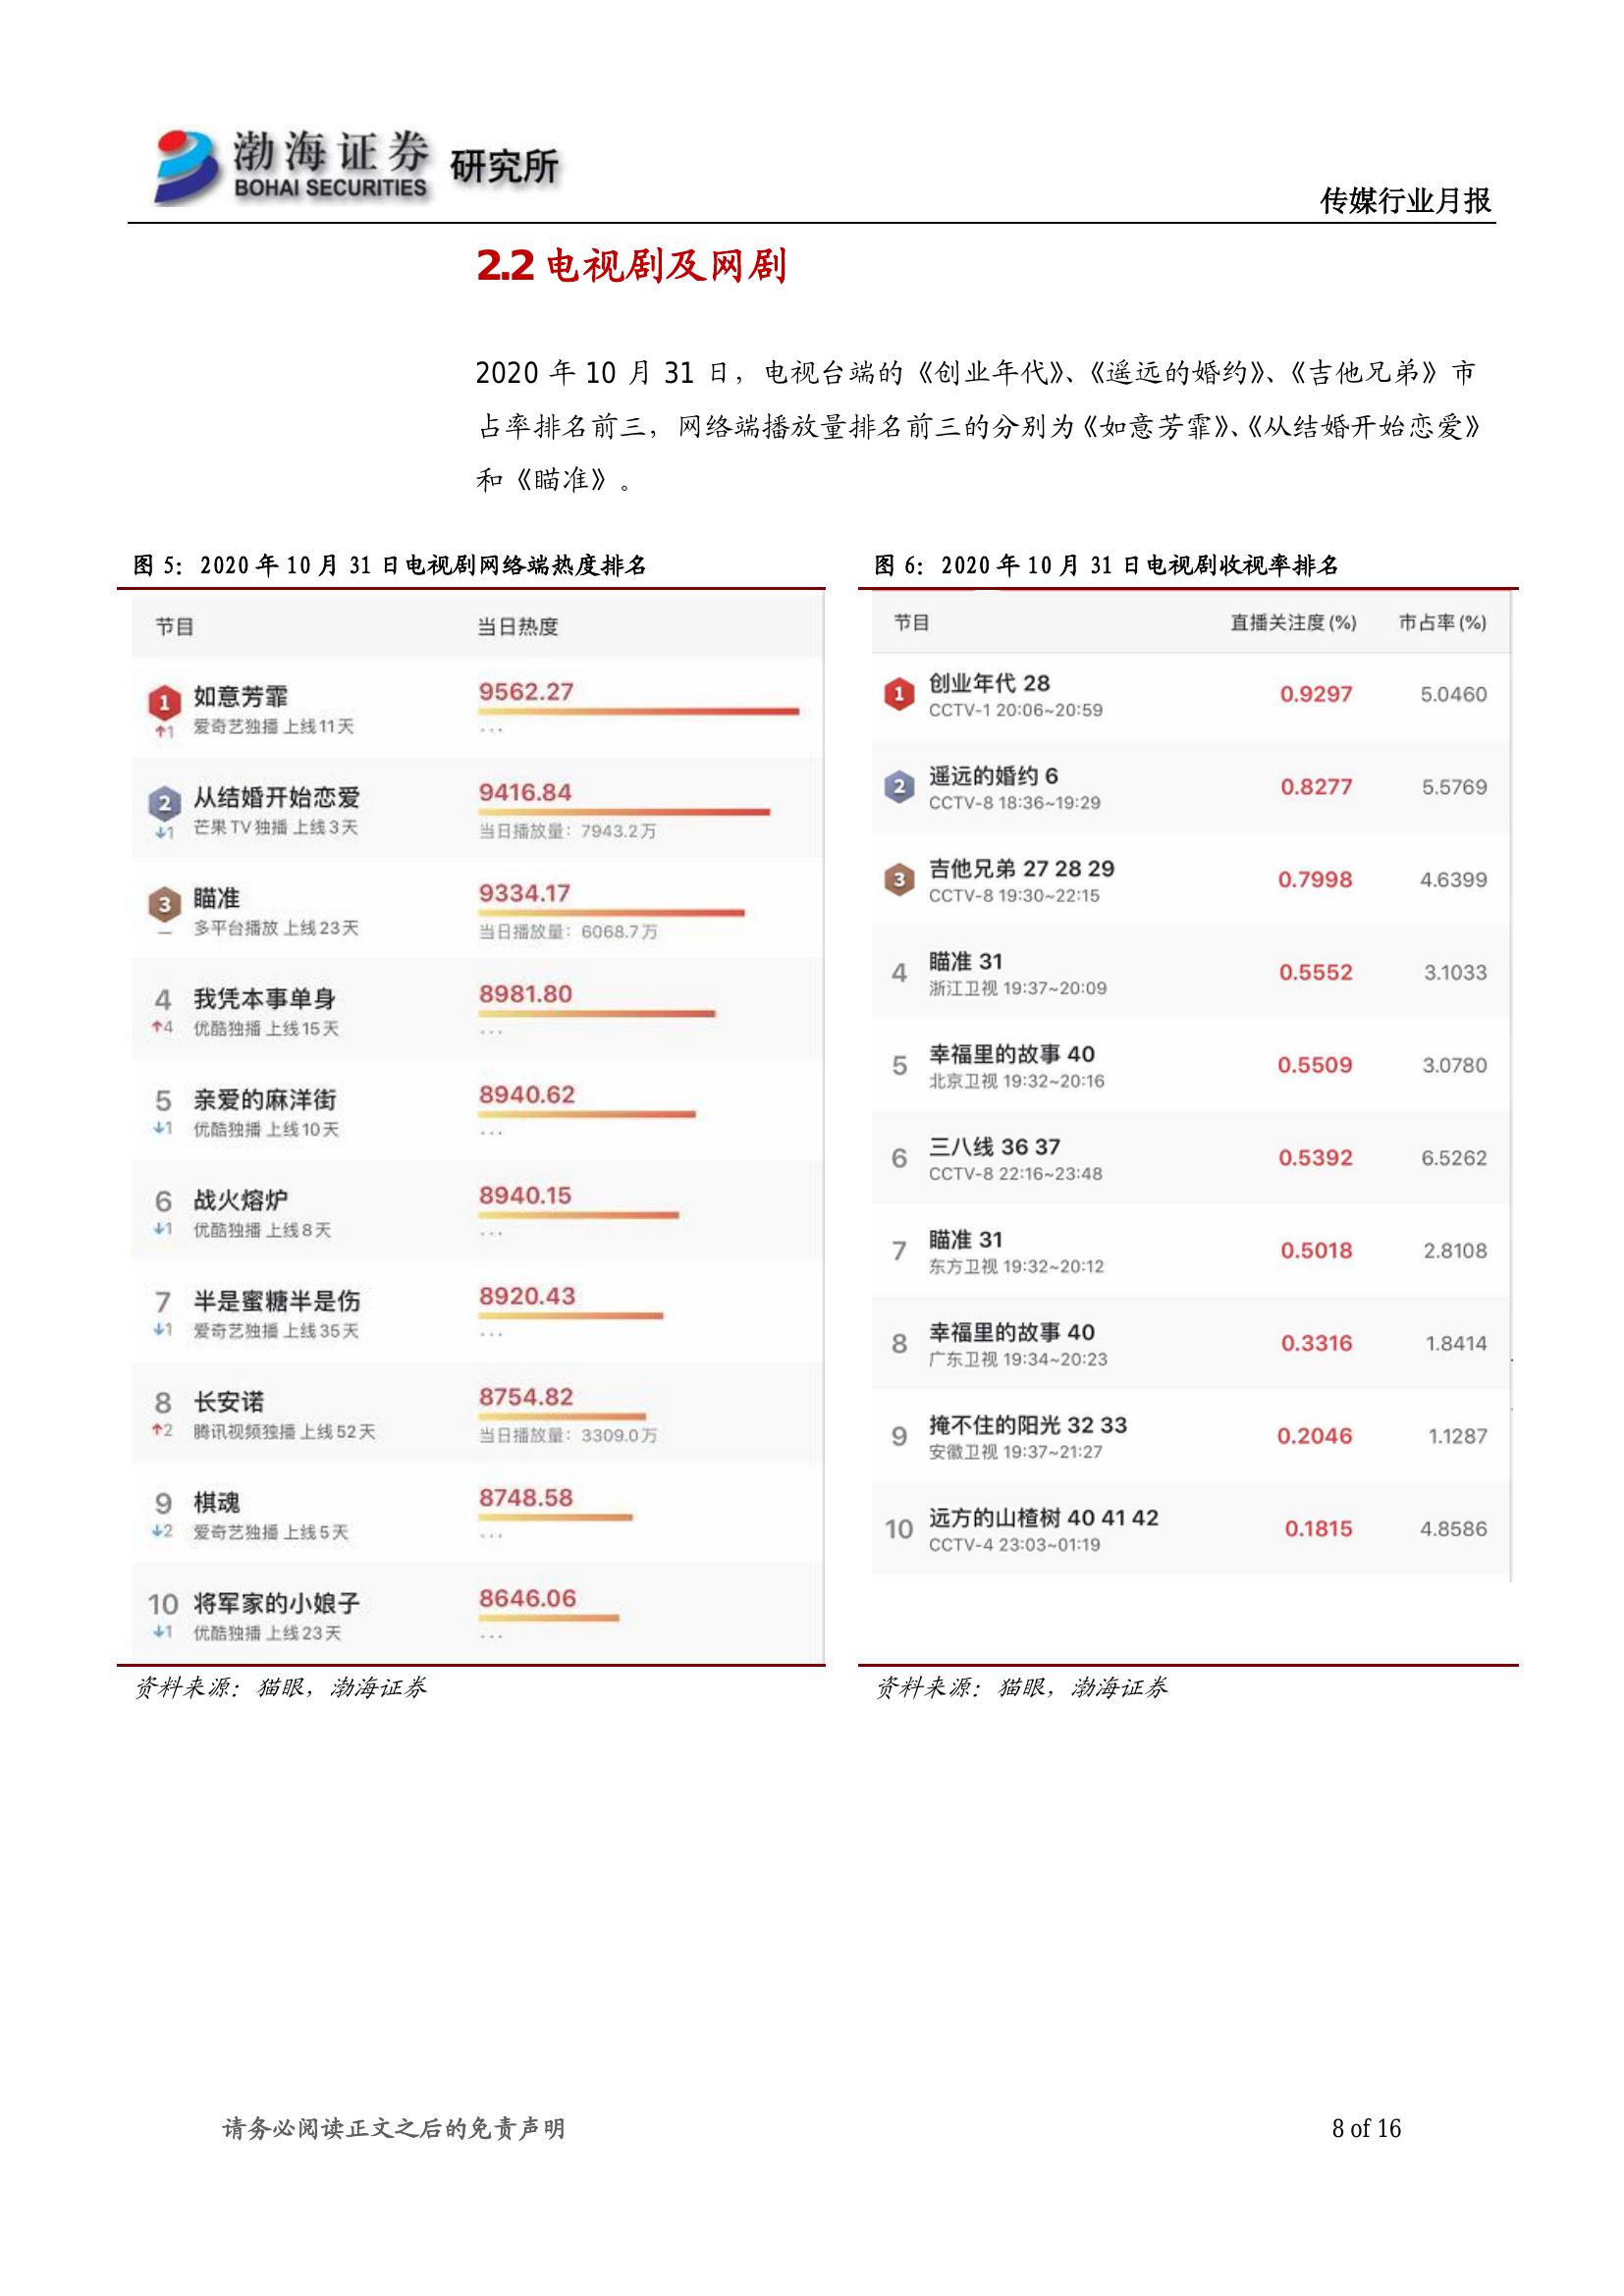 渤海证券 研究所
BOHAI SECURITIES
传媒行业月报
2.2 电视剧及网剧
2020 年 10 月 31 日，电视台端的《创业年代》、《遥远的婚约》、《吉他兄弟》市
占率排名前三，网络端播放量排名前三的分别为《如意芳霏》、《从结婚开始恋爱》
和《瞄准》。
图 5：2020 年 10 月 31 日电视剧网络端热度排名
节目 当日热度
1 如意芳霏 9562.27
↑1 爱奇艺独播 上线11天 ...
2 从结婚开始恋爱 9416.84
↓1 芒果TV独播 上线3天 当日播放量：7943.2万
3 瞄准 9334.17
— 多平台播放 上线23天 当日播放量：6068.7万
4 我凭本事单身 8981.80
↑4 优酷独播 上线15天 ...
5 亲爱的麻洋街 8940.62
↓1 优酷独播 上线10天 ...
6 战火熔炉 8940.15
↓1 优酷独播 上线8天 ...
7 半是蜜糖半是伤 8920.43
↓1 爱奇艺独播 上线35天 ...
8 长安诺 8754.82
↑2 腾讯视频独播 上线52天 当日播放量：3309.0万
9 棋魂 8748.58
↓2 爱奇艺独播 上线5天 ...
10 将军家的小娘子 8646.06
↓1 优酷独播 上线23天 ...
资料来源：猫眼，渤海证券
图 6：2020 年 10 月 31 日电视剧收视率排名
节目 直播关注度(%) 市占率(%)
1 创业年代 28 0.9297 5.0460
CCTV-1 20:06~20:59
2 遥远的婚约 6 0.8277 5.5769
CCTV-8 18:36~19:29
3 吉他兄弟 27 28 29 0.7998 4.6399
CCTV-8 19:30~22:15
4 瞄准 31 0.5552 3.1033
浙江卫视 19:37~20:09
5 幸福里的故事 40 0.5509 3.0780
北京卫视 19:32~20:16
6 三八线 36 37 0.5392 6.5262
CCTV-8 22:16~23:48
7 瞄准 31 0.5018 2.8108
东方卫视 19:32~20:12
8 幸福里的故事 40 0.3316 1.8414
广东卫视 19:34~20:23
9 掩不住的阳光 32 33 0.2046 1.1287
安徽卫视 19:37~21:27
10 远方的山楂树 40 41 42 0.1815 4.8586
CCTV-4 23:03~01:19
资料来源：猫眼，渤海证券
请务必阅读正文之后的免责声明
8 of 16